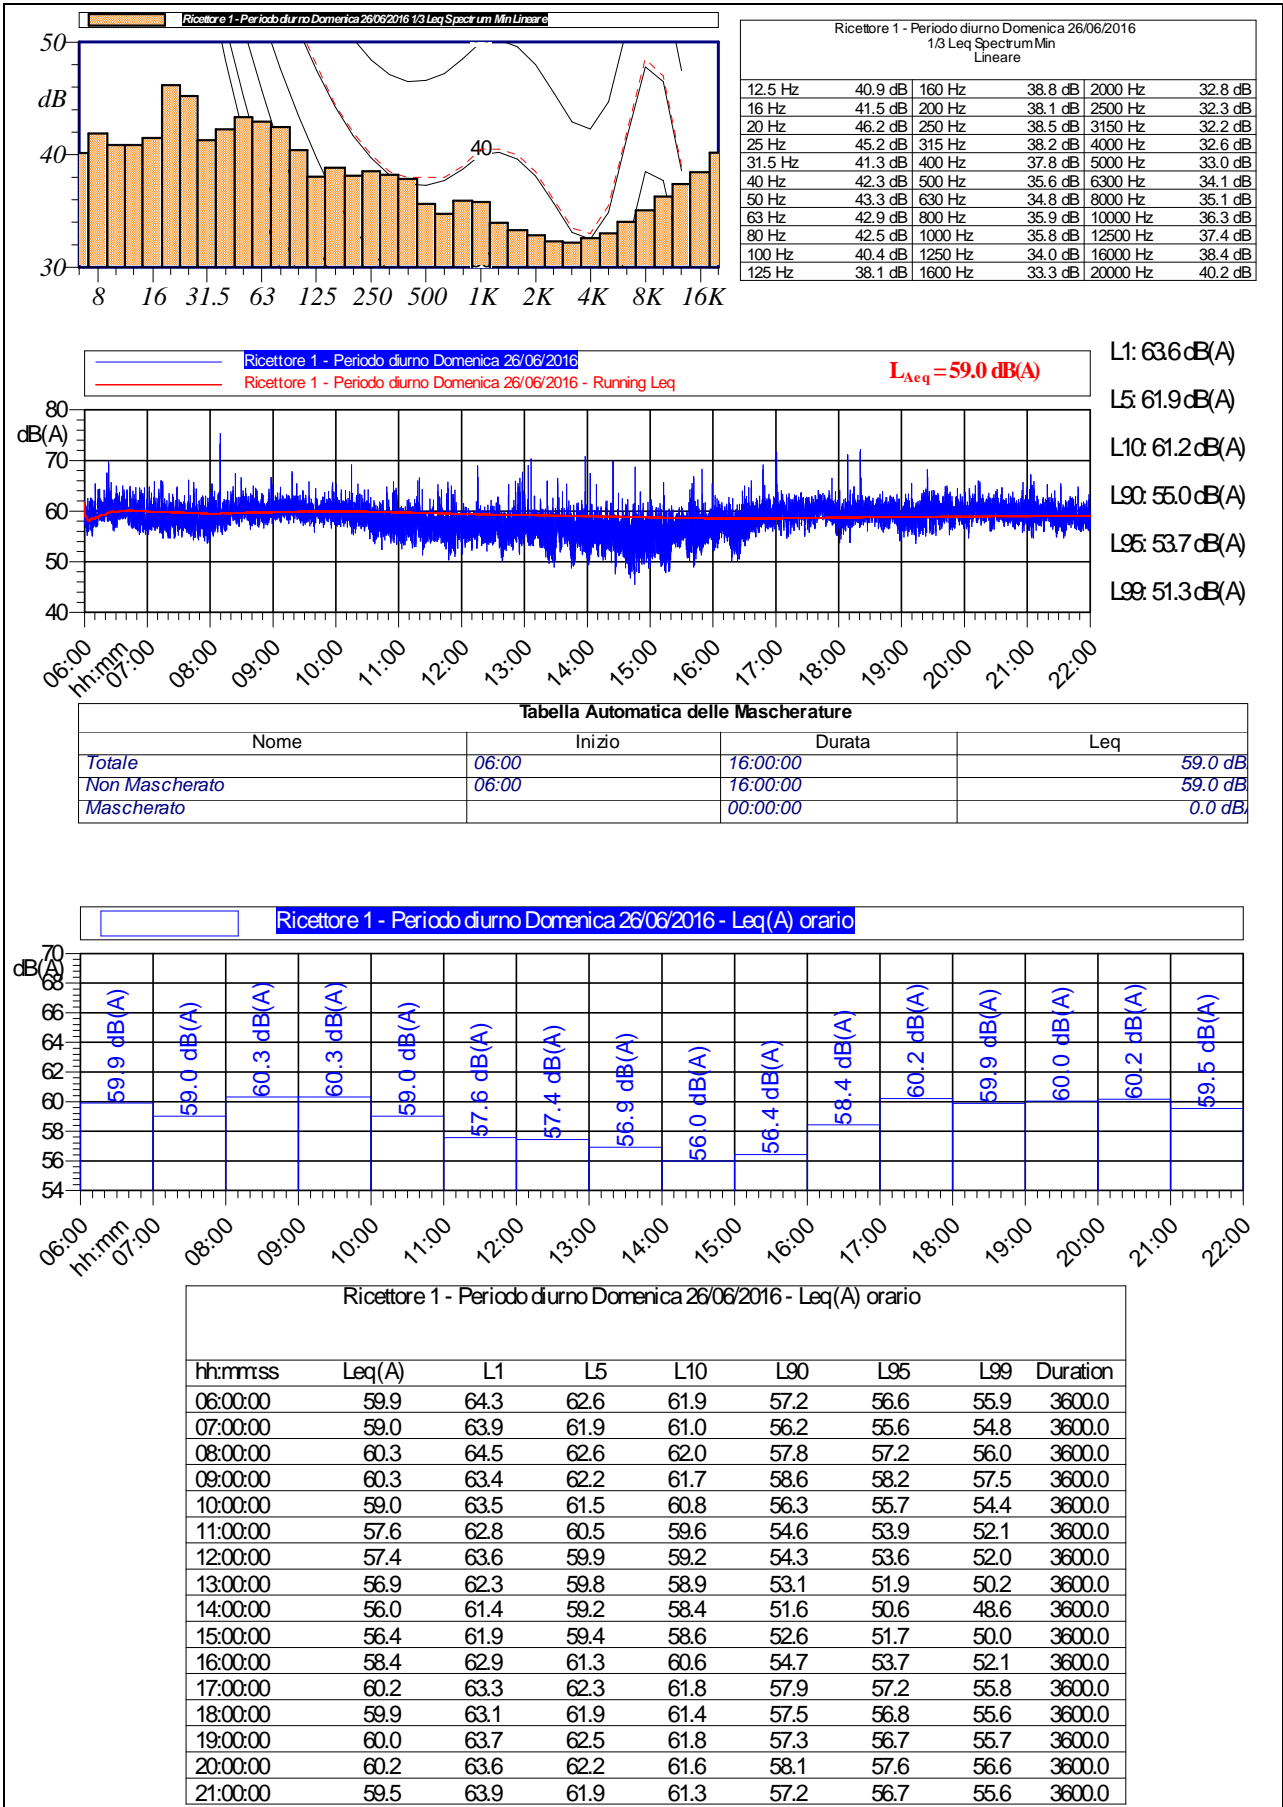 Ricettore 1 - Periodo diurno Domenica 26/06/2016 1/3 Leq Spectrum Min Lineare
50
dB
40
30
40
8 16 31.5 63 125 250 500 1K 2K 4K 8K 16K
Ricettore 1 - Periodo diurno Domenica 26/06/2016
1/3 Leq Spectrum Min
Lineare
12.5 Hz 40.9 dB 160 Hz 38.8 dB 2000 Hz 32.8 dB
16 Hz 41.5 dB 200 Hz 38.1 dB 2500 Hz 32.3 dB
20 Hz 46.2 dB 250 Hz 38.5 dB 3150 Hz 32.2 dB
25 Hz 45.2 dB 315 Hz 38.2 dB 4000 Hz 32.6 dB
31.5 Hz 41.3 dB 400 Hz 37.8 dB 5000 Hz 33.0 dB
40 Hz 42.3 dB 500 Hz 35.6 dB 6300 Hz 34.1 dB
50 Hz 43.3 dB 630 Hz 34.8 dB 8000 Hz 35.1 dB
63 Hz 42.9 dB 800 Hz 35.9 dB 10000 Hz 36.3 dB
80 Hz 42.5 dB 1000 Hz 35.8 dB 12500 Hz 37.4 dB
100 Hz 40.4 dB 1250 Hz 34.0 dB 16000 Hz 38.4 dB
125 Hz 38.1 dB 1600 Hz 33.3 dB 20000 Hz 40.2 dB
Ricettore 1 - Periodo diurno Domenica 26/06/2016
Ricettore 1 - Periodo diurno Domenica 26/06/2016 - Running Leq
LAeq = 59.0 dB(A)
L1: 63.6 dB(A)
L5: 61.9 dB(A)
L10: 61.2 dB(A)
L90: 55.0 dB(A)
L95: 53.7 dB(A)
L99: 51.3 dB(A)
80
dB(A)
70
60
50
40
06:00 07:00 08:00 09:00 10:00 11:00 12:00 13:00 14:00 15:00 16:00 17:00 18:00 19:00 20:00 21:00 22:00
hh:mm
Tabella Automatica delle Mascherature
Nome Inizio Durata Leq
Totale 06:00 16:00:00 59.0 dB
Non Mascherato 06:00 16:00:00 59.0 dB
Mascherato 00:00:00 0.0 dB
Ricettore 1 - Periodo diurno Domenica 26/06/2016 - Leq(A) orario
70
dB(A)
68
66
64
62
60
58
56
54
59.9 dB(A)
59.0 dB(A)
60.3 dB(A)
60.3 dB(A)
59.0 dB(A)
57.6 dB(A)
57.4 dB(A)
56.9 dB(A)
56.0 dB(A)
56.4 dB(A)
58.4 dB(A)
60.2 dB(A)
59.9 dB(A)
60.0 dB(A)
60.2 dB(A)
59.5 dB(A)
06:00 07:00 08:00 09:00 10:00 11:00 12:00 13:00 14:00 15:00 16:00 17:00 18:00 19:00 20:00 21:00 22:00
hh:mm
Ricettore 1 - Periodo diurno Domenica 26/06/2016 - Leq(A) orario
hh:mm:ss Leq(A) L1 L5 L10 L90 L95 L99 Duration
06:00:00 59.9 64.3 62.6 61.9 57.2 56.6 55.9 3600.0
07:00:00 59.0 63.9 61.9 61.0 56.2 55.6 54.8 3600.0
08:00:00 60.3 64.5 62.6 62.0 57.8 57.2 56.0 3600.0
09:00:00 60.3 63.4 62.2 61.7 58.6 58.2 57.5 3600.0
10:00:00 59.0 63.5 61.5 60.8 56.3 55.7 54.4 3600.0
11:00:00 57.6 62.8 60.5 59.6 54.6 53.9 52.1 3600.0
12:00:00 57.4 63.6 59.9 59.2 54.3 53.6 52.0 3600.0
13:00:00 56.9 62.3 59.8 58.9 53.1 51.9 50.2 3600.0
14:00:00 56.0 61.4 59.2 58.4 51.6 50.6 48.6 3600.0
15:00:00 56.4 61.9 59.4 58.6 52.6 51.7 50.0 3600.0
16:00:00 58.4 62.9 61.3 60.6 54.7 53.7 52.1 3600.0
17:00:00 60.2 63.3 62.3 61.8 57.9 57.2 55.8 3600.0
18:00:00 59.9 63.1 61.9 61.4 57.5 56.8 55.6 3600.0
19:00:00 60.0 63.7 62.5 61.8 57.3 56.7 55.7 3600.0
20:00:00 60.2 63.6 62.2 61.6 58.1 57.6 56.6 3600.0
21:00:00 59.5 63.9 61.9 61.3 57.2 56.7 55.6 3600.0